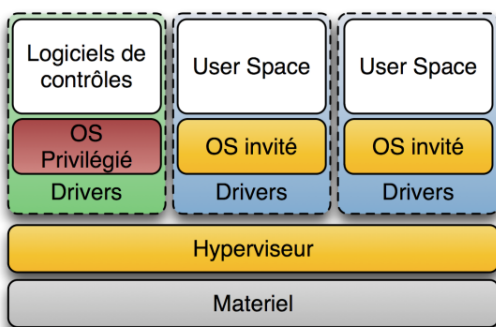 Logiciels de
contrôles
User Space
User Space
OS
Privilégié
OS invité
OS invité
Drivers
Drivers
Drivers
Hyperviseur
Materiel